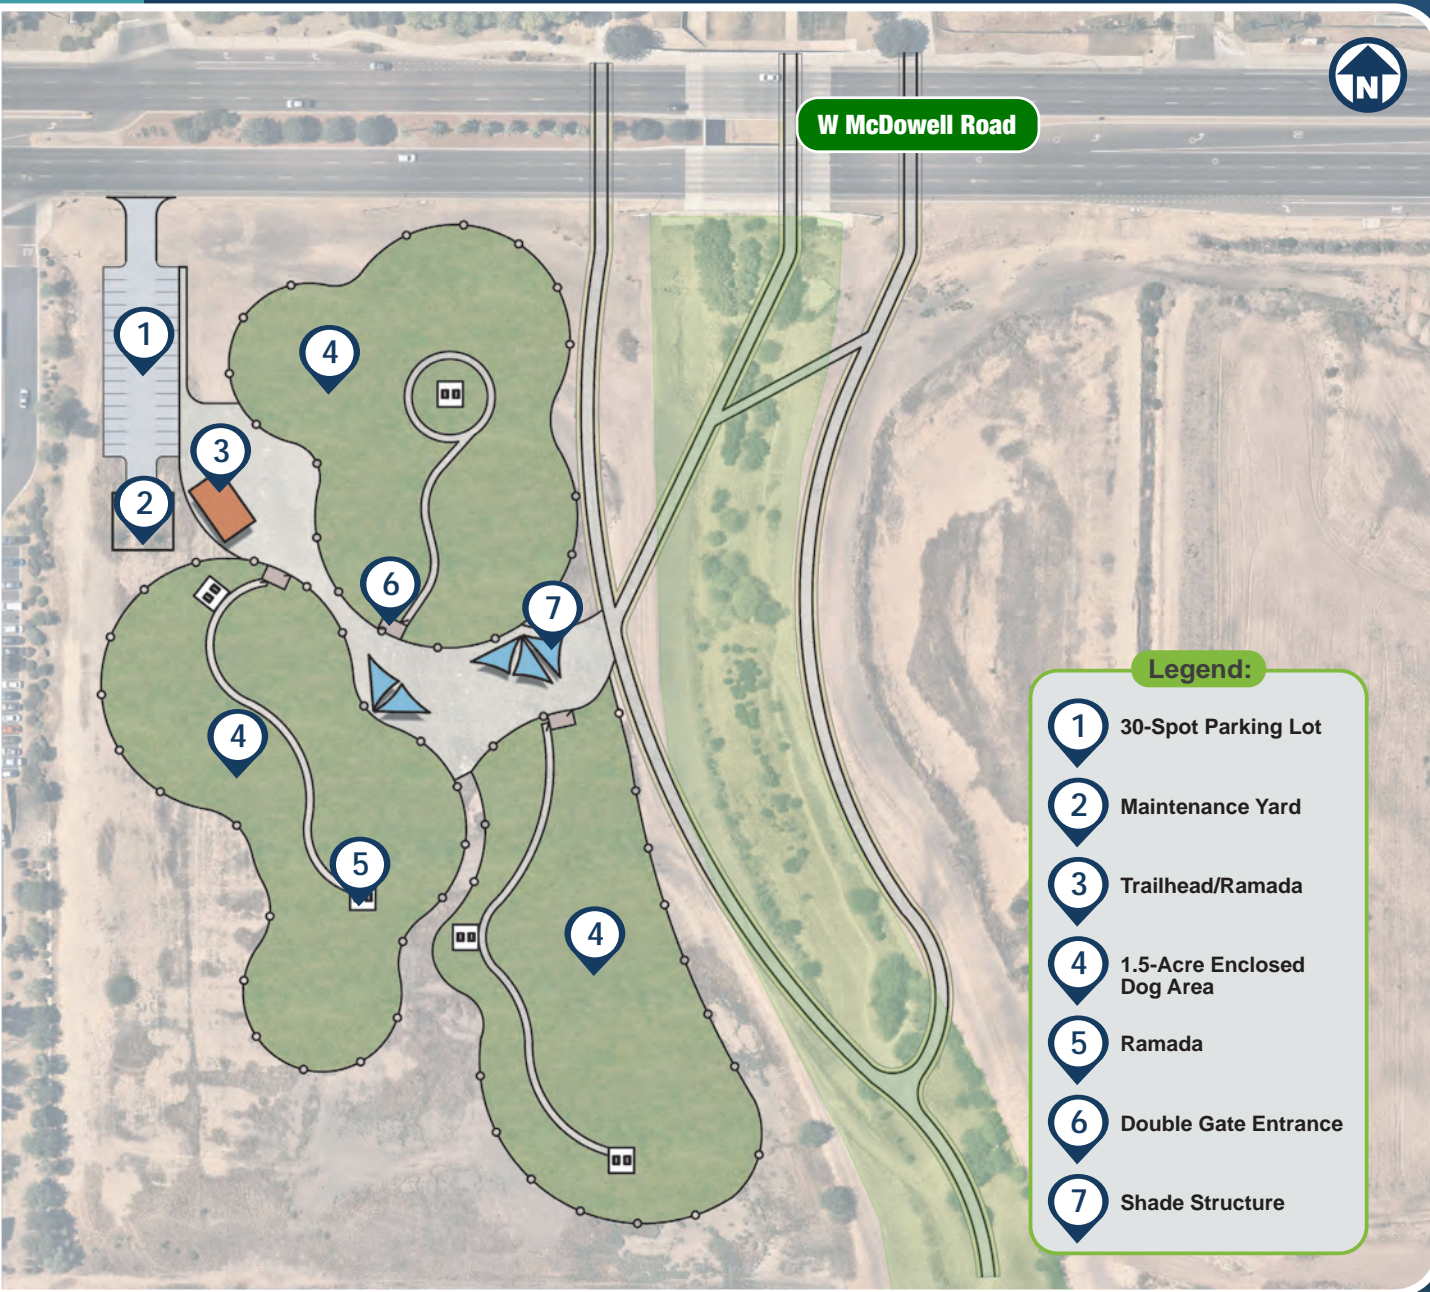 N
W McDowell Road
1
4
3
2
6
7
4
5
4
Legend:
1 30-Spot Parking Lot
2 Maintenance Yard
3 Trailhead/Ramada
4 1.5-Acre Enclosed
Dog Area
5 Ramada
6 Double Gate Entrance
7 Shade Structure